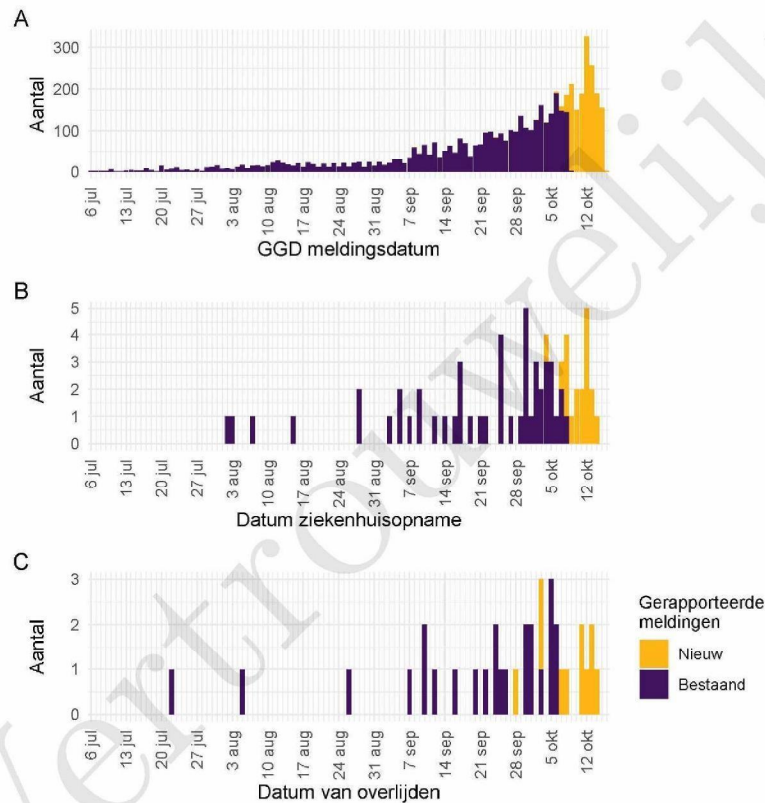 A
Aantal
300
200
100
0
6 jul
13 jul
20 jul
27 jul
3 aug
10 aug
17 aug
24 aug
31 aug
7 sep
14 sep
21 sep
28 sep
5 okt
12 okt
GGD meldingsdatum
B
Aantal
5
4
3
2
1
0
6 jul
13 jul
20 jul
27 jul
3 aug
10 aug
17 aug
24 aug
31 aug
7 sep
14 sep
21 sep
28 sep
5 okt
12 okt
Datum ziekenhuisopname
C
Aantal
3
2
1
0
6 jul
13 jul
20 jul
27 jul
3 aug
10 aug
17 aug
24 aug
31 aug
7 sep
14 sep
21 sep
28 sep
5 okt
12 okt
Datum van overlijden
Gerapporteerde
meldingen
Nieuw
Bestaand
Vertrouwelijk